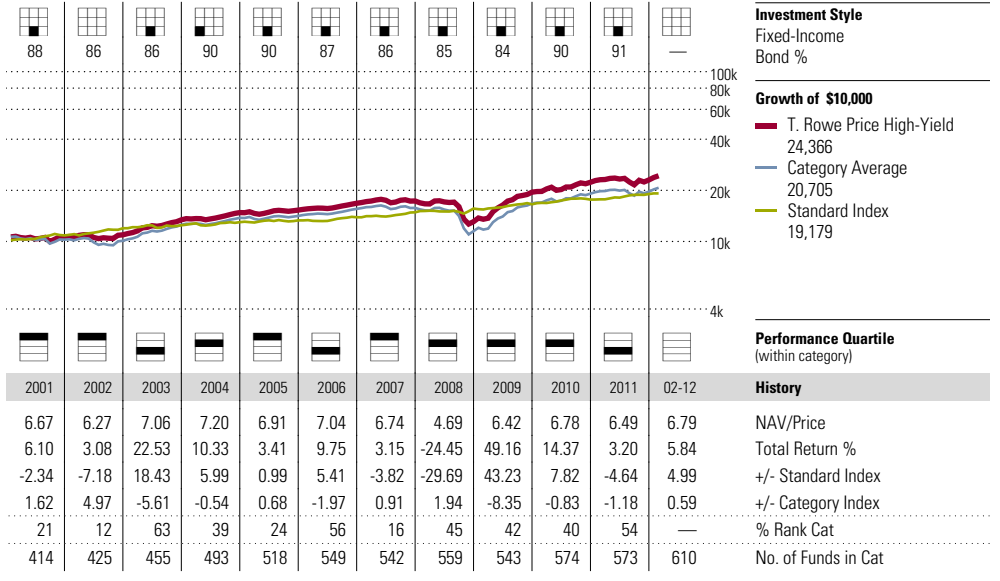 Investment Style
Fixed-Income
Bond %
88 86 86 90 90 87 86 85 84 90 91 —
100k
80k
60k
40k
20k
10k
4k
Growth of $10,000
T. Rowe Price High-Yield
24,366
Category Average
20,705
Standard Index
19,179
Performance Quartile
(within category)
2001 2002 2003 2004 2005 2006 2007 2008 2009 2010 2011 02-12 History
6.67 6.27 7.06 7.20 6.91 7.04 6.74 4.69 6.42 6.78 6.49 6.79 NAV/Price
6.10 3.08 22.53 10.33 3.41 9.75 3.15 -24.45 49.16 14.37 3.20 5.84 Total Return %
-2.34 -7.18 18.43 5.99 0.99 5.41 -3.82 -29.69 43.23 7.82 -4.64 4.99 +/- Standard Index
1.62 4.97 -5.61 -0.54 0.68 -1.97 0.91 1.94 -8.35 -0.83 -1.18 0.59 +/- Category Index
21 12 63 39 24 56 16 45 42 40 54 — % Rank Cat
414 425 455 493 518 549 542 559 543 574 573 610 No. of Funds in Cat